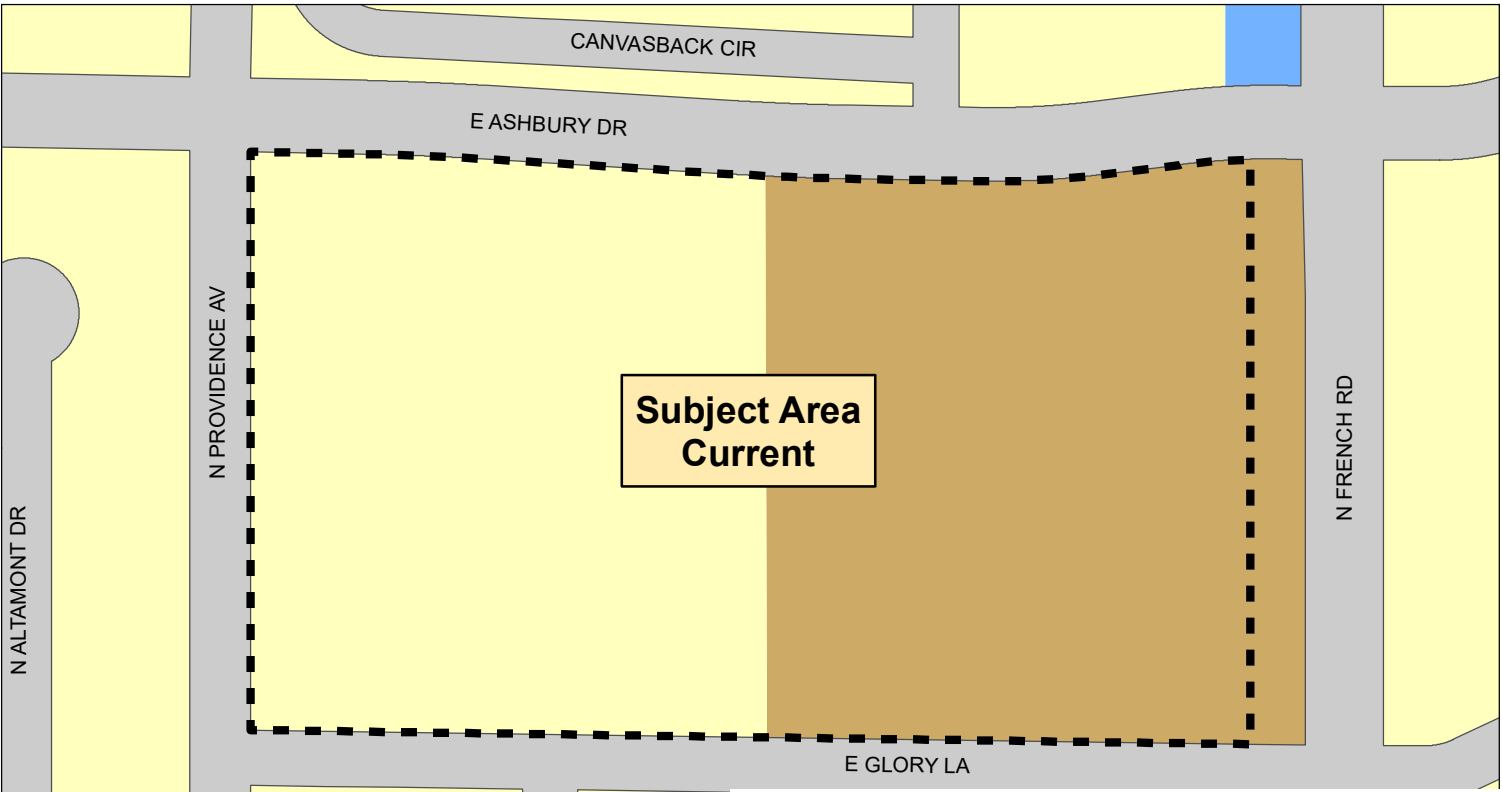 CANVASBACK CIR
E ASHBURY DR
N PROVIDENCE AV
Subject Area
Current
N FRENCH RD
N ALTAMONT DR
E GLORY LA